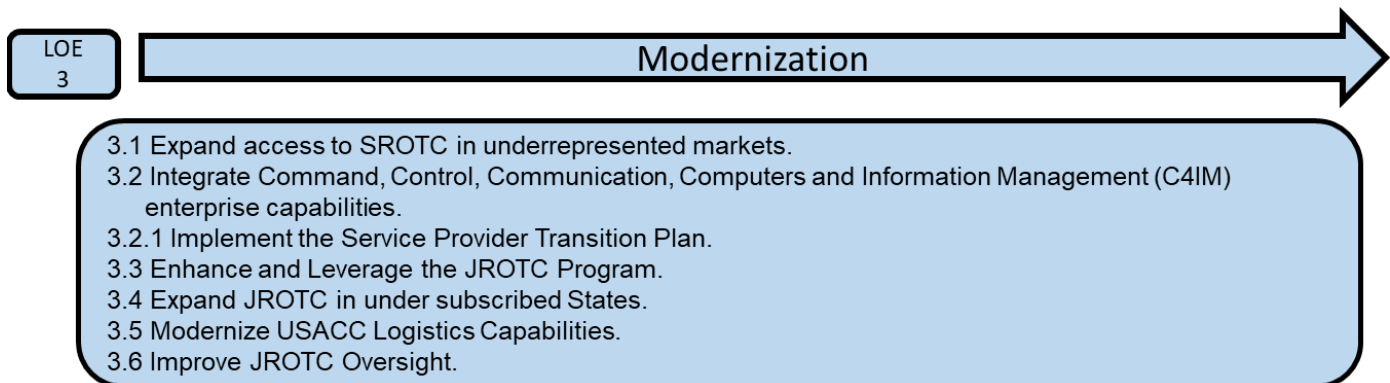 LOE
3
Modernization
3.1 Expand access to SROTC in underrepresented markets.
3.2 Integrate Command, Control, Communication, Computers and Information Management (C4IM)
enterprise capabilities.
3.2.1 Implement the Service Provider Transition Plan.
3.3 Enhance and Leverage the JROTC Program.
3.4 Expand JROTC in under subscribed States.
3.5 Modernize USACC Logistics Capabilities.
3.6 Improve JROTC Oversight.